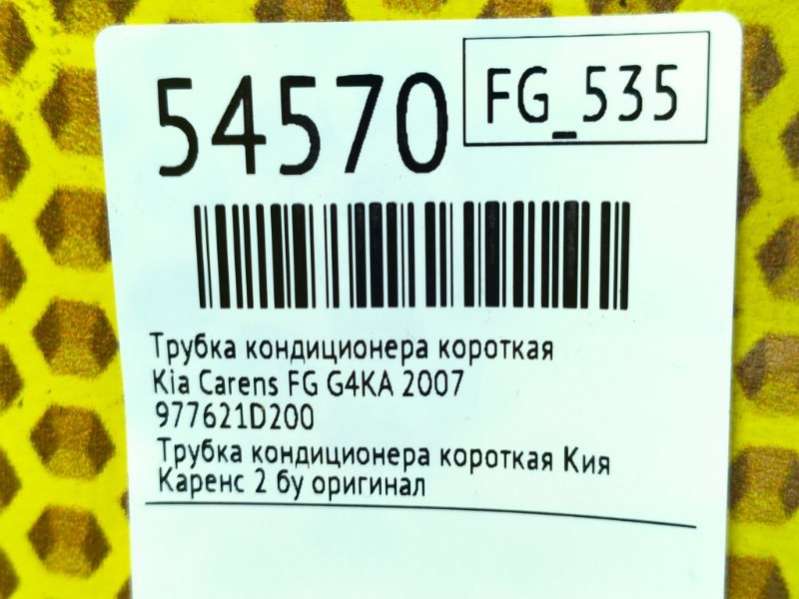 54570
FG_535
Трубка кондиционера короткая
Kia Carens FG G4KA 2007
977621D200
Трубка кондиционера короткая Кия
Каренс 2 бу оригинал